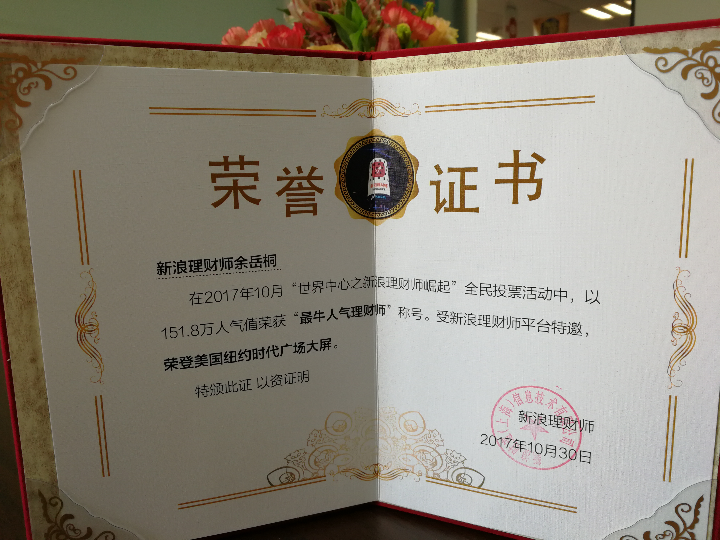 荣誉证书
新浪理财师余岳桐
在2017年10月“世界中心之新浪理财师崛起”全民投票活动中，以
151.8万人气值荣获“最牛人气理财师”称号。受新浪理财师平台特邀，
荣登美国纽约时代广场大屏。
特颁此证 以资证明
新浪理财师
2017年10月30日